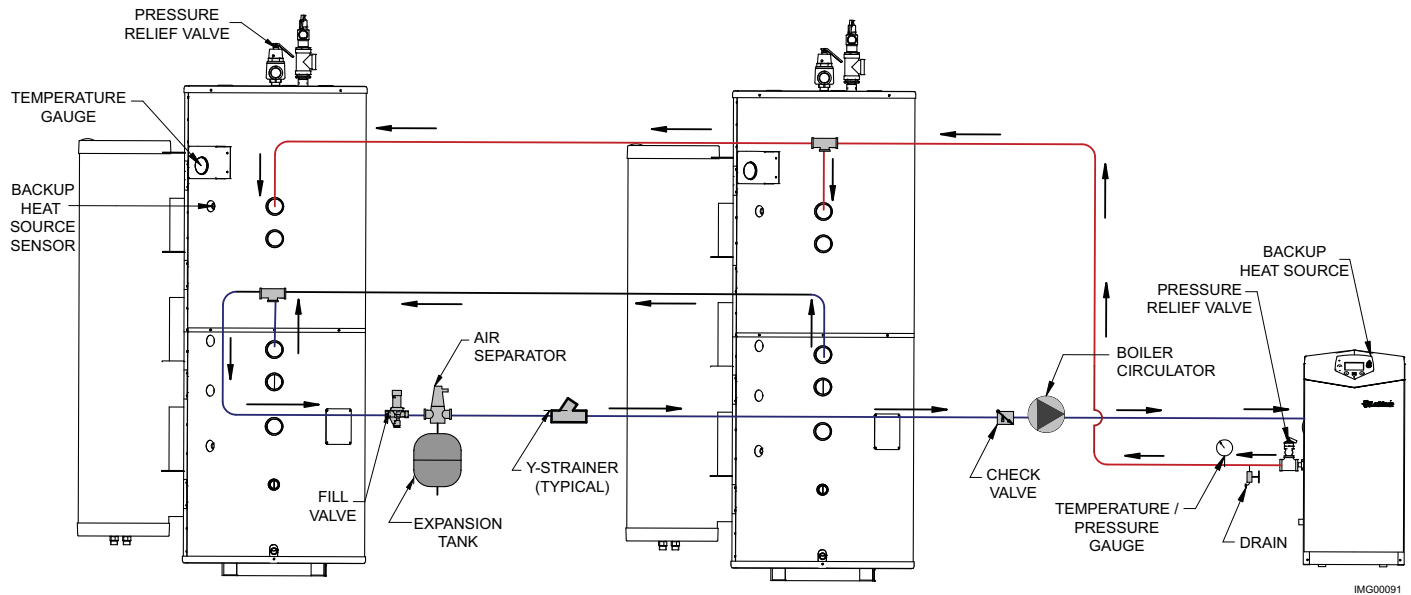 PRESSURE
RELIEF VALVE
TEMPERATURE
GAUGE
BACKUP
HEAT
SOURCE
SENSOR
AIR
SEPARATOR
FILL
VALVE
EXPANSION
TANK
Y-STRAINER
(TYPICAL)
BOILER
CIRCULATOR
CHECK
VALVE
BACKUP
HEAT SOURCE
PRESSURE
RELIEF VALVE
TEMPERATURE /
PRESSURE
GAUGE
DRAIN
IMG00091